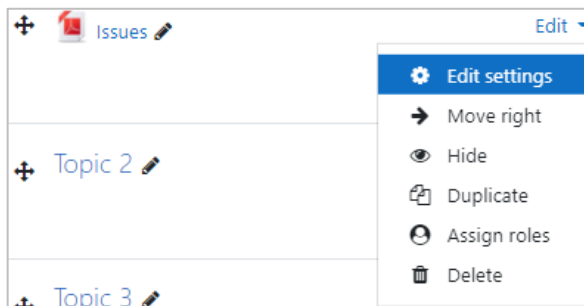 Issues
Edit
Edit settings
Move right
Hide
Duplicate
Assign roles
Delete
Topic 2
Topic 3